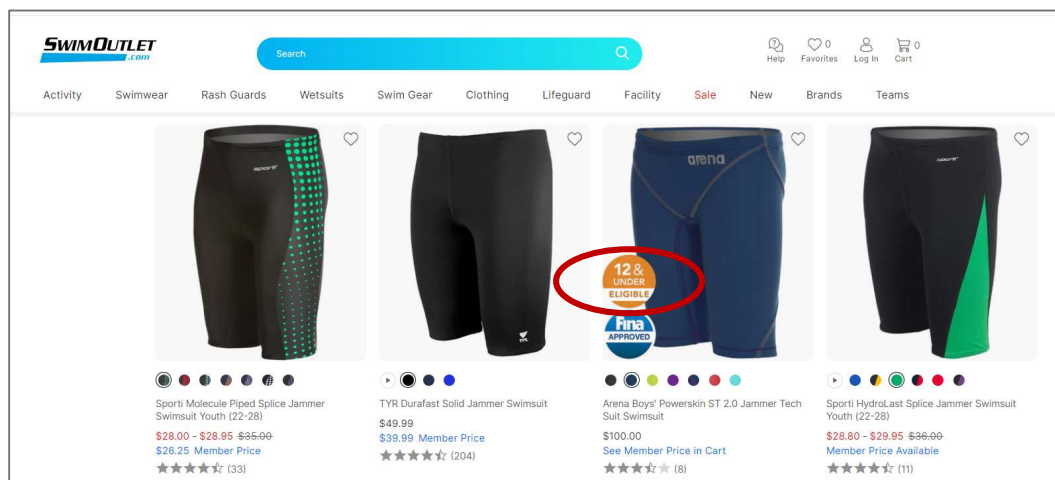 SWIMOUTLET
.com
Search
Help
0
Favorites
Log In
0
Cart
Activity Swimwear Rash Guards Wetsuits Swim Gear Clothing Lifeguard Facility Sale New Brands Teams
sporti
TYR
arena
12 &
UNDER
ELIGIBLE
Fina
APPROVED
sporti
Sporti Molecule Piped Splice Jammer
Swimsuit Youth (22-28)
$28.00 - $28.95 $35.00
$26.25 Member Price
(33)
TYR Durafast Solid Jammer Swimsuit
$49.99
$39.99 Member Price
(204)
Arena Boys' Powerskin ST 2.0 Jammer Tech
Suit Swimsuit
$100.00
See Member Price in Cart
(8)
Sporti HydroLast Splice Jammer Swimsuit
Youth (22-28)
$28.80 - $29.95 $36.00
Member Price Available
(11)